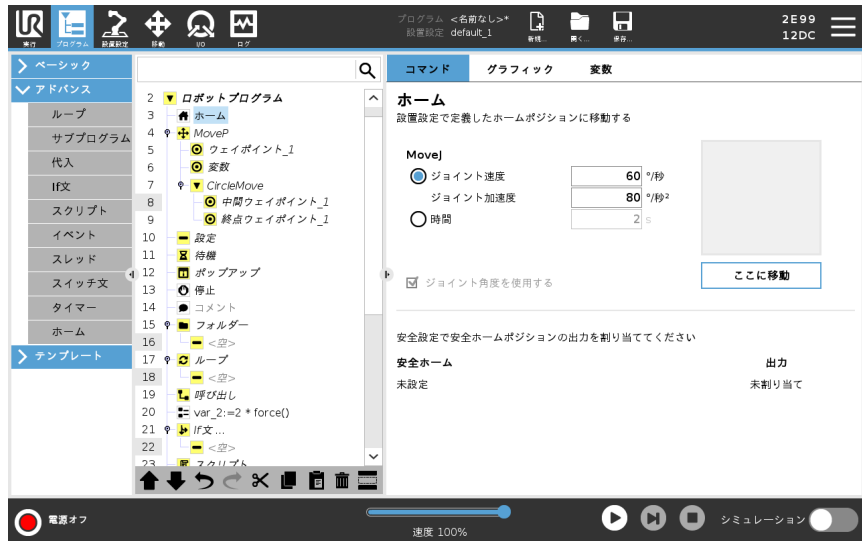 プログラム <名前なし>*
設置設定 default_1
2E99
12DC
実行
プログラム
設置設定
移動
I/O
ログ
新規...
開く...
保存...
ベーシック
アドバンス
ループ
サブプログラム
代入
If文
スクリプト
イベント
スレッド
スイッチ文
タイマー
ホーム
テンプレート
2 ロボットプログラム
3 ホーム
4 MoveP
5 ウェイポイント_1
6 変数
7 CircleMove
8 中間ウェイポイント_1
9 終点ウェイポイント_1
10 設定
11 待機
12 ポップアップ
13 停止
14 コメント
15 フォルダー
16 <空>
17 ループ
18 <空>
19 呼び出し
20 var_2:=2 * force()
21 If文 ...
22 <空>
23 スクリプト
コマンド グラフィック 変数
ホーム
設置設定で定義したホームポジションに移動する
MoveJ
ジョイント速度 60 °/秒
ジョイント加速度 80 °/秒²
時間 2 s
ジョイント角度を使用する
ここに移動
安全設定で安全ホームポジションの出力を割り当ててください
安全ホーム 出力
未設定 未割り当て
電源オフ
速度 100%
シミュレーション